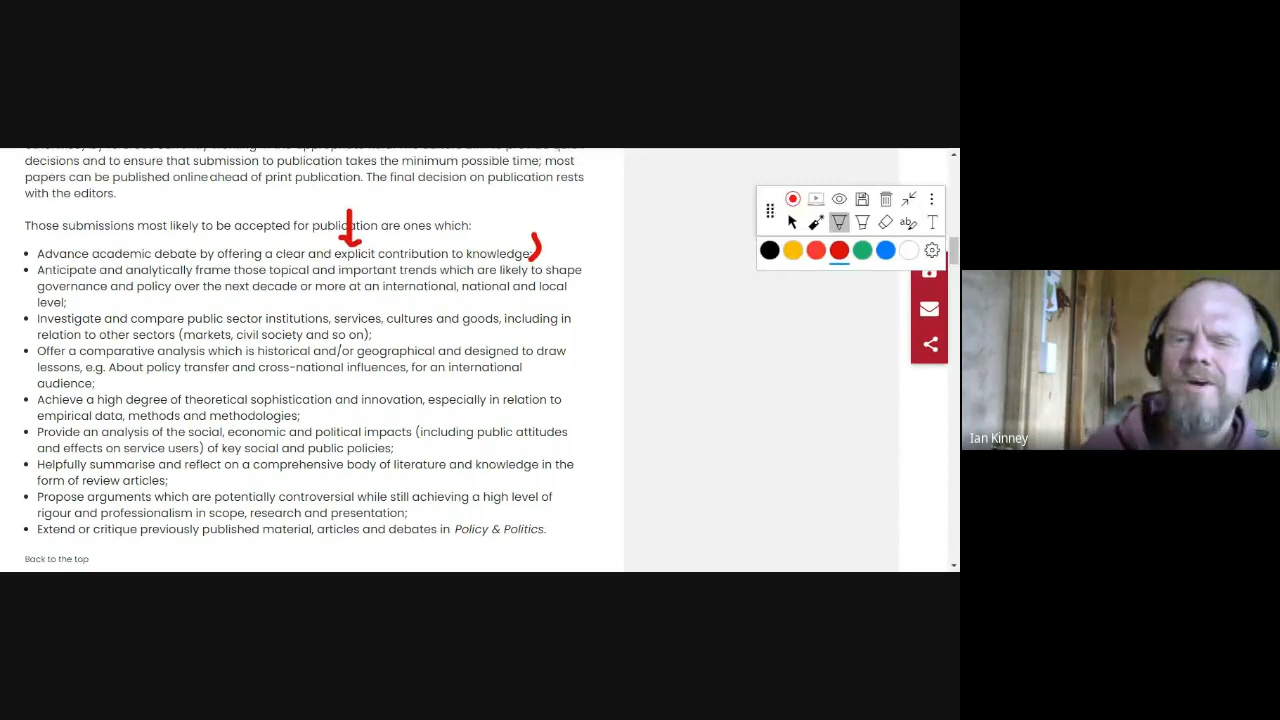 decisions and to ensure that submission to publication takes the minimum possible time; most
papers can be published online ahead of print publication. The final decision on publication rests
with the editors.
Those submissions most likely to be accepted for publication are ones which:
• Advance academic debate by offering a clear and explicit contribution to knowledge;
• Anticipate and analytically frame those topical and important trends which are likely to shape
governance and policy over the next decade or more at an international, national and local
level;
• Investigate and compare public sector institutions, services, cultures and goods, including in
relation to other sectors (markets, civil society and so on);
• Offer a comparative analysis which is historical and/or geographical and designed to draw
lessons, e.g. About policy transfer and cross-national influences, for an international
audience;
• Achieve a high degree of theoretical sophistication and innovation, especially in relation to
empirical data, methods and methodologies;
• Provide an analysis of the social, economic and political impacts (including public attitudes
and effects on service users) of key social and public policies;
• Helpfully summarise and reflect on a comprehensive body of literature and knowledge in the
form of review articles;
• Propose arguments which are potentially controversial while still achieving a high level of
rigour and professionalism in scope, research and presentation;
• Extend or critique previously published material, articles and debates in Policy & Politics.
Back to the top
ab
T
Ian Kinney